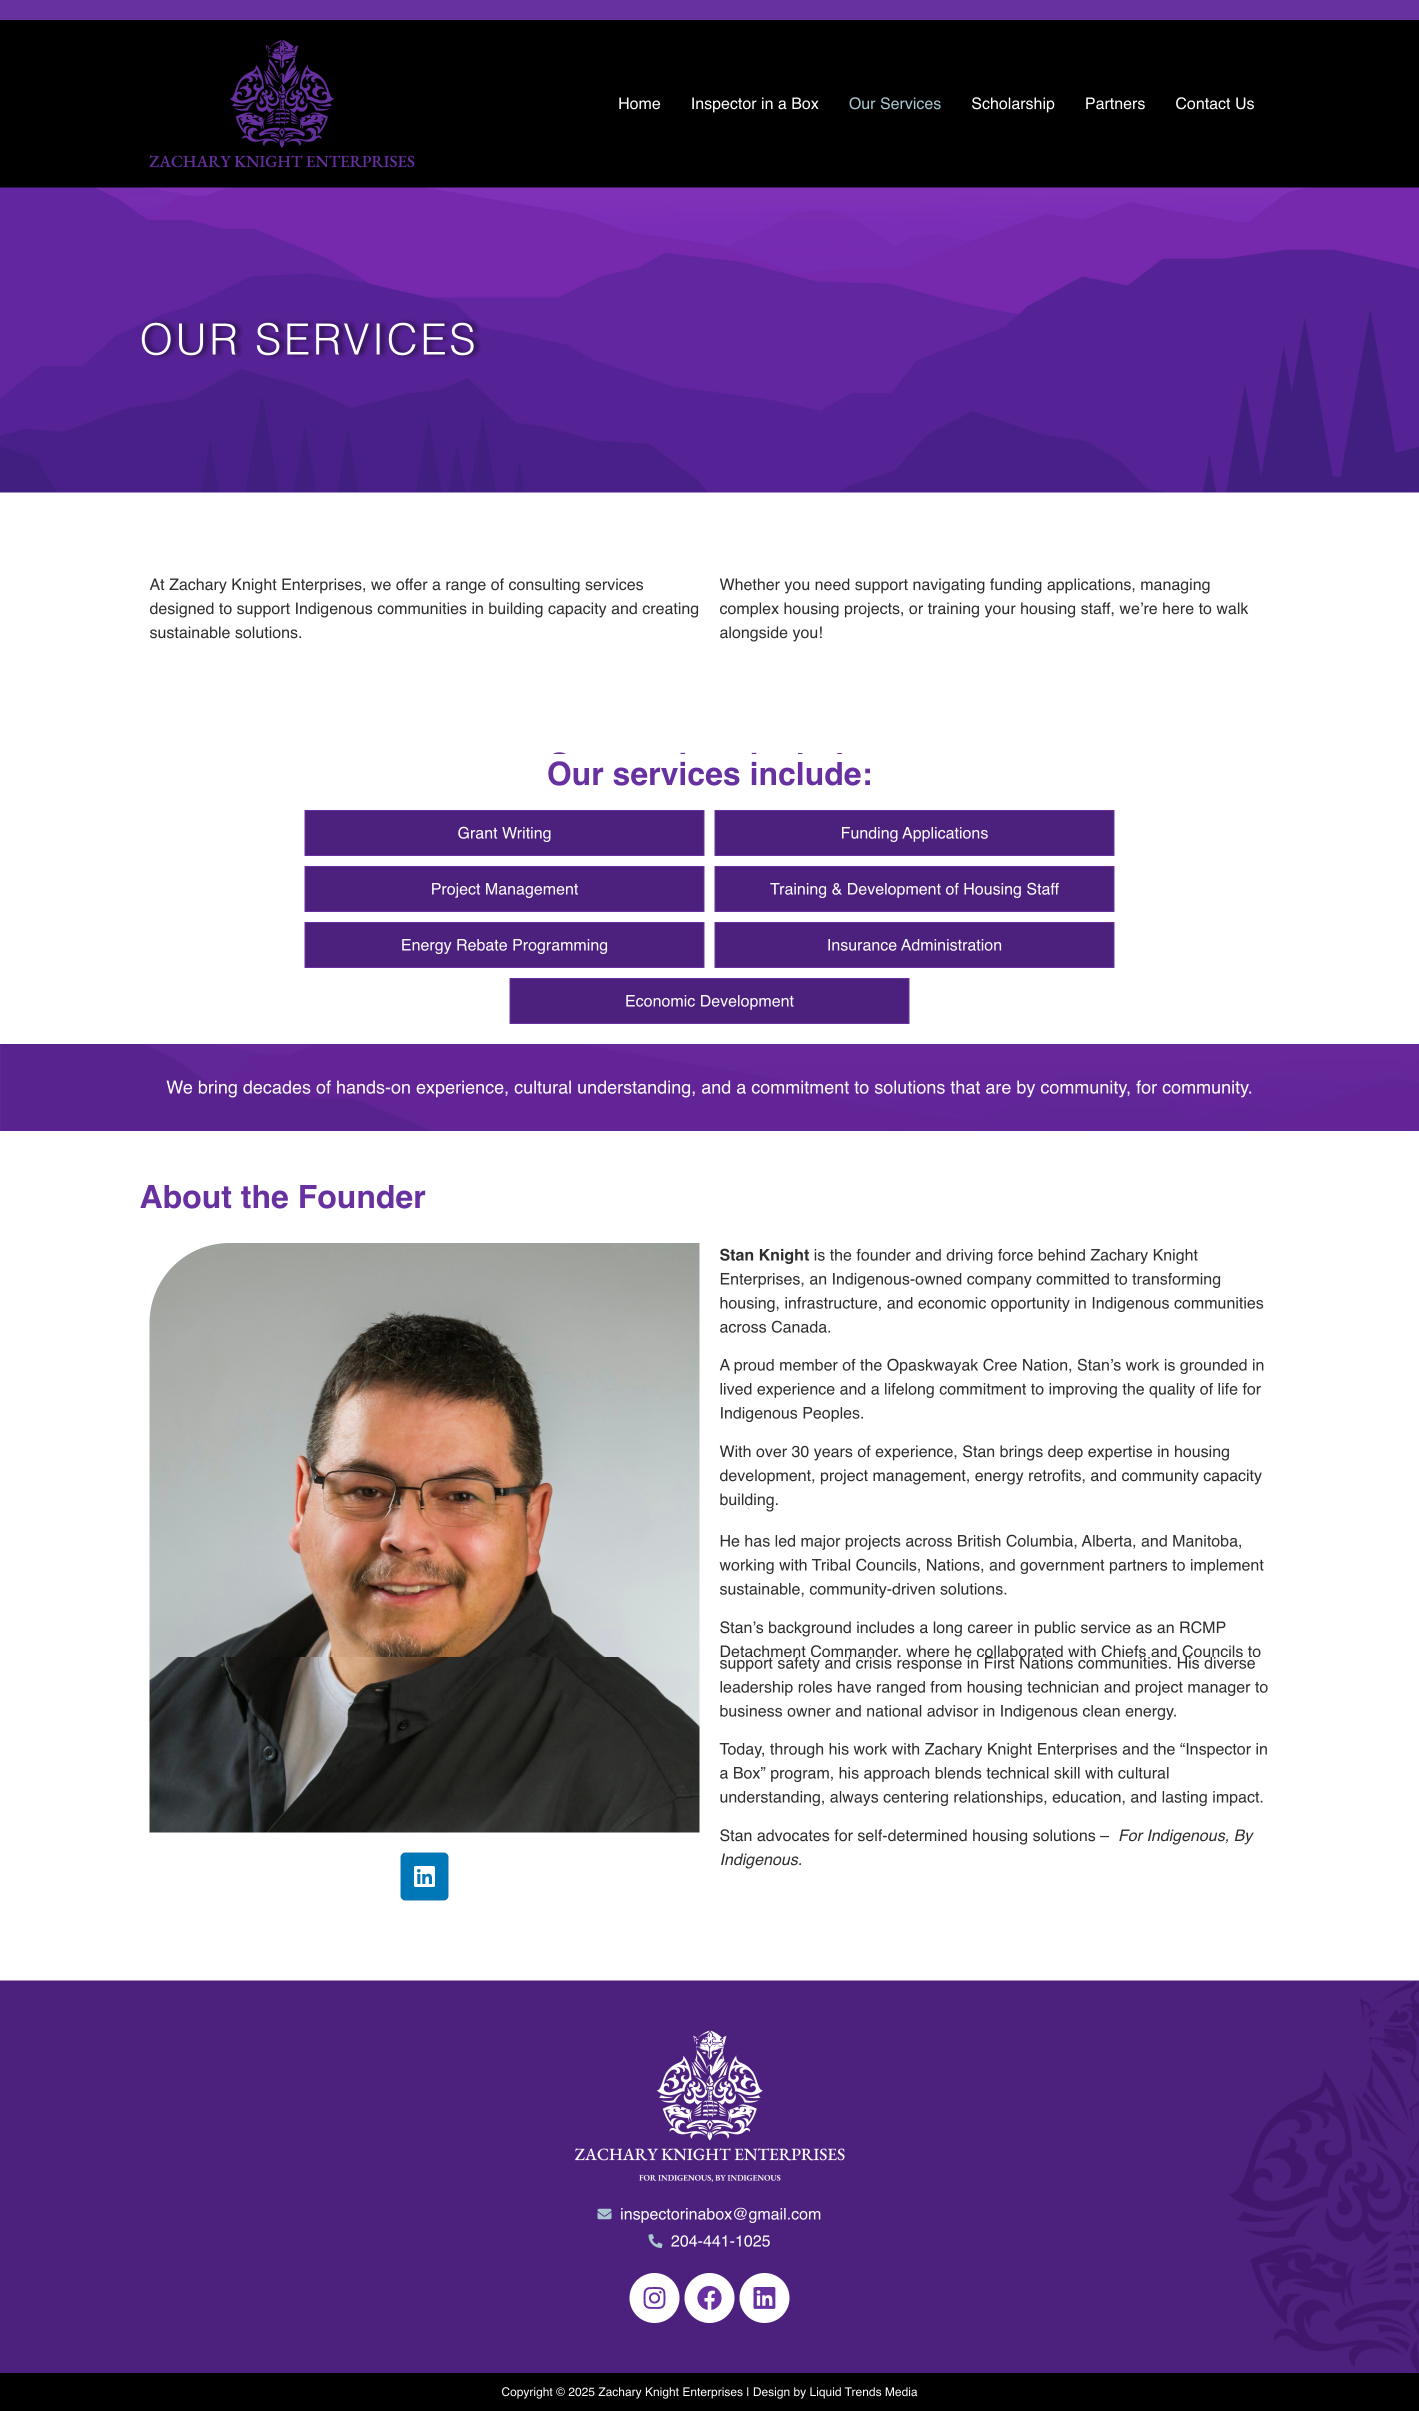 ZACHARY KNIGHT ENTERPRISES
Home
Inspector in a Box
Our Services
Scholarship
Partners
Contact Us
OUR SERVICES
At Zachary Knight Enterprises, we offer a range of consulting services
designed to support Indigenous communities in building capacity and creating
sustainable solutions.
Whether you need support navigating funding applications, managing
complex housing projects, or training your housing staff, we’re here to walk
alongside you!
Our services include:
Grant Writing
Funding Applications
Project Management
Training & Development of Housing Staff
Energy Rebate Programming
Insurance Administration
Economic Development
We bring decades of hands-on experience, cultural understanding, and a commitment to solutions that are by community, for community.
About the Founder
Stan Knight is the founder and driving force behind Zachary Knight
Enterprises, an Indigenous-owned company committed to transforming
housing, infrastructure, and economic opportunity in Indigenous communities
across Canada.
A proud member of the Opaskwayak Cree Nation, Stan’s work is grounded in
lived experience and a lifelong commitment to improving the quality of life for
Indigenous Peoples.
With over 30 years of experience, Stan brings deep expertise in housing
development, project management, energy retrofits, and community capacity
building.
He has led major projects across British Columbia, Alberta, and Manitoba,
working with Tribal Councils, Nations, and government partners to implement
sustainable, community-driven solutions.
Stan’s background includes a long career in public service as an RCMP
Detachment Commander, where he collaborated with Chiefs and Councils to
support safety and crisis response in First Nations communities. His diverse
leadership roles have ranged from housing technician and project manager to
business owner and national advisor in Indigenous clean energy.
Today, through his work with Zachary Knight Enterprises and the “Inspector in
a Box” program, his approach blends technical skill with cultural
understanding, always centering relationships, education, and lasting impact.
Stan advocates for self-determined housing solutions – For Indigenous, By
Indigenous.
ZACHARY KNIGHT ENTERPRISES
FOR INDIGENOUS, BY INDIGENOUS
inspectorinabox@gmail.com
204-441-1025
Copyright © 2025 Zachary Knight Enterprises | Design by Liquid Trends Media